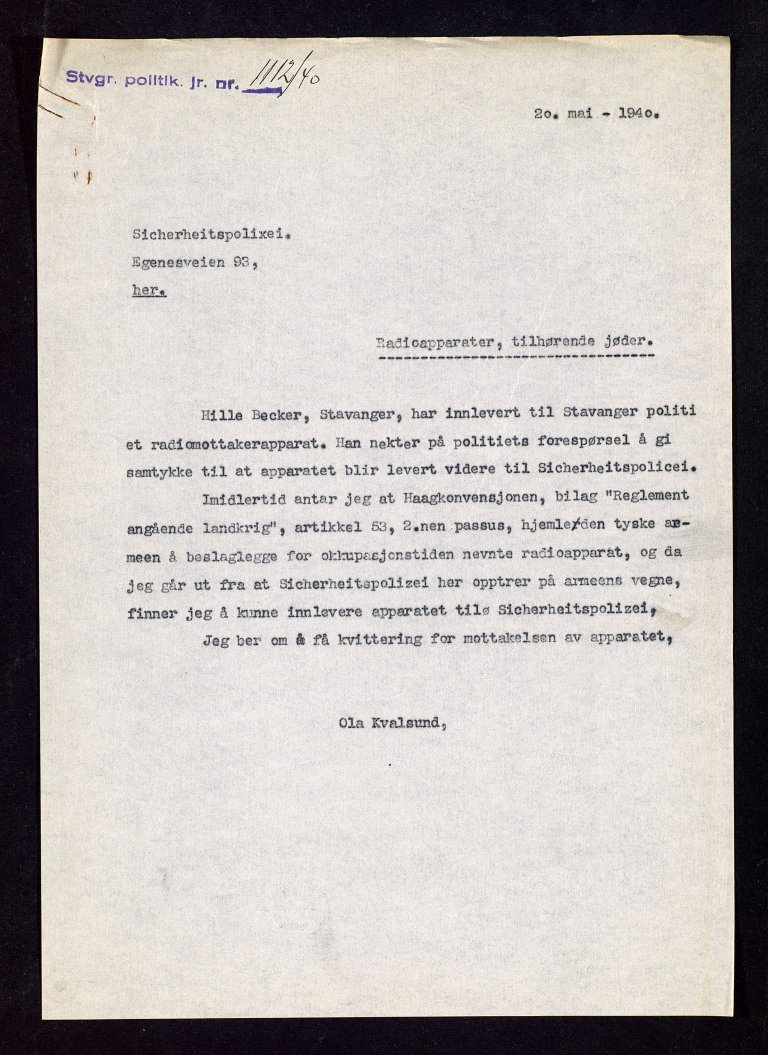 Stvgr. politik. jr. nr. 1112/40
20. mai - 1940.
Sicherheitspolixei.
Egenesveien 93,
her.
Radioapparater, tilhørende jøder.
Hille Becker, Stavanger, har innlevert til Stavanger politi
et radiomottakerapparat. Han nekter på politiets forespørsel å gi
samtykke til at apparatet blir levert videre til Sicherheitspolicei.
Imidlertid antar jeg at Haagkonvensjonen, bilag "Reglement
angående landkrig", artikkel 53, 2.nen passus, hjemler/den tyske ar-
meen å beslaglegge for okkupasjonstiden nevnte radioapparat, og da
jeg går ut fra at Sicherheitspolizei her opptrer på armeens vegne,
finner jeg å kunne innlevere apparatet tilø Sicherheitspolizei,
Jeg ber om å få kvittering for mottakelsen av apparatet,
Ola Kvalsund,